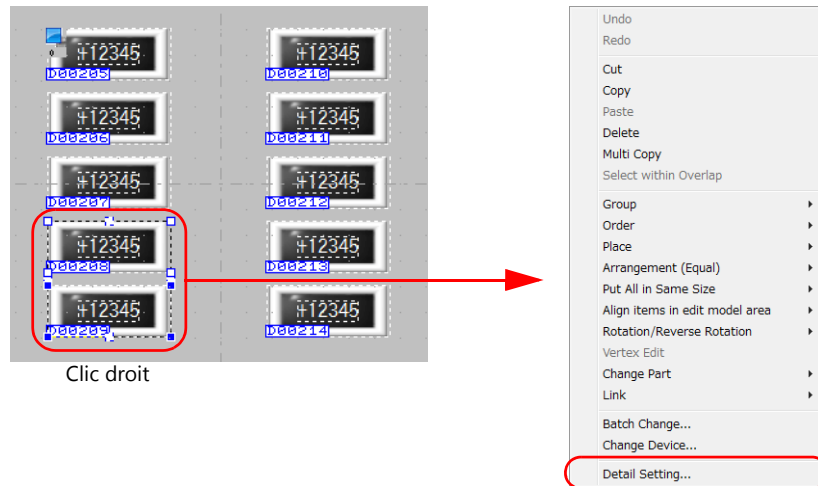 +12345
D00205
+12345
D00206
+12345
D00207
+12345
D00208
+12345
D00209
+12345
D00210
+12345
D00211
+12345
D00212
+12345
D00213
+12345
D00214
Clic droit
Undo
Redo
Cut
Copy
Paste
Delete
Multi Copy
Select within Overlap
Group
Order
Place
Arrangement (Equal)
Put All in Same Size
Align items in edit model area
Rotation/Reverse Rotation
Vertex Edit
Change Part
Link
Batch Change...
Change Device...
Detail Setting...